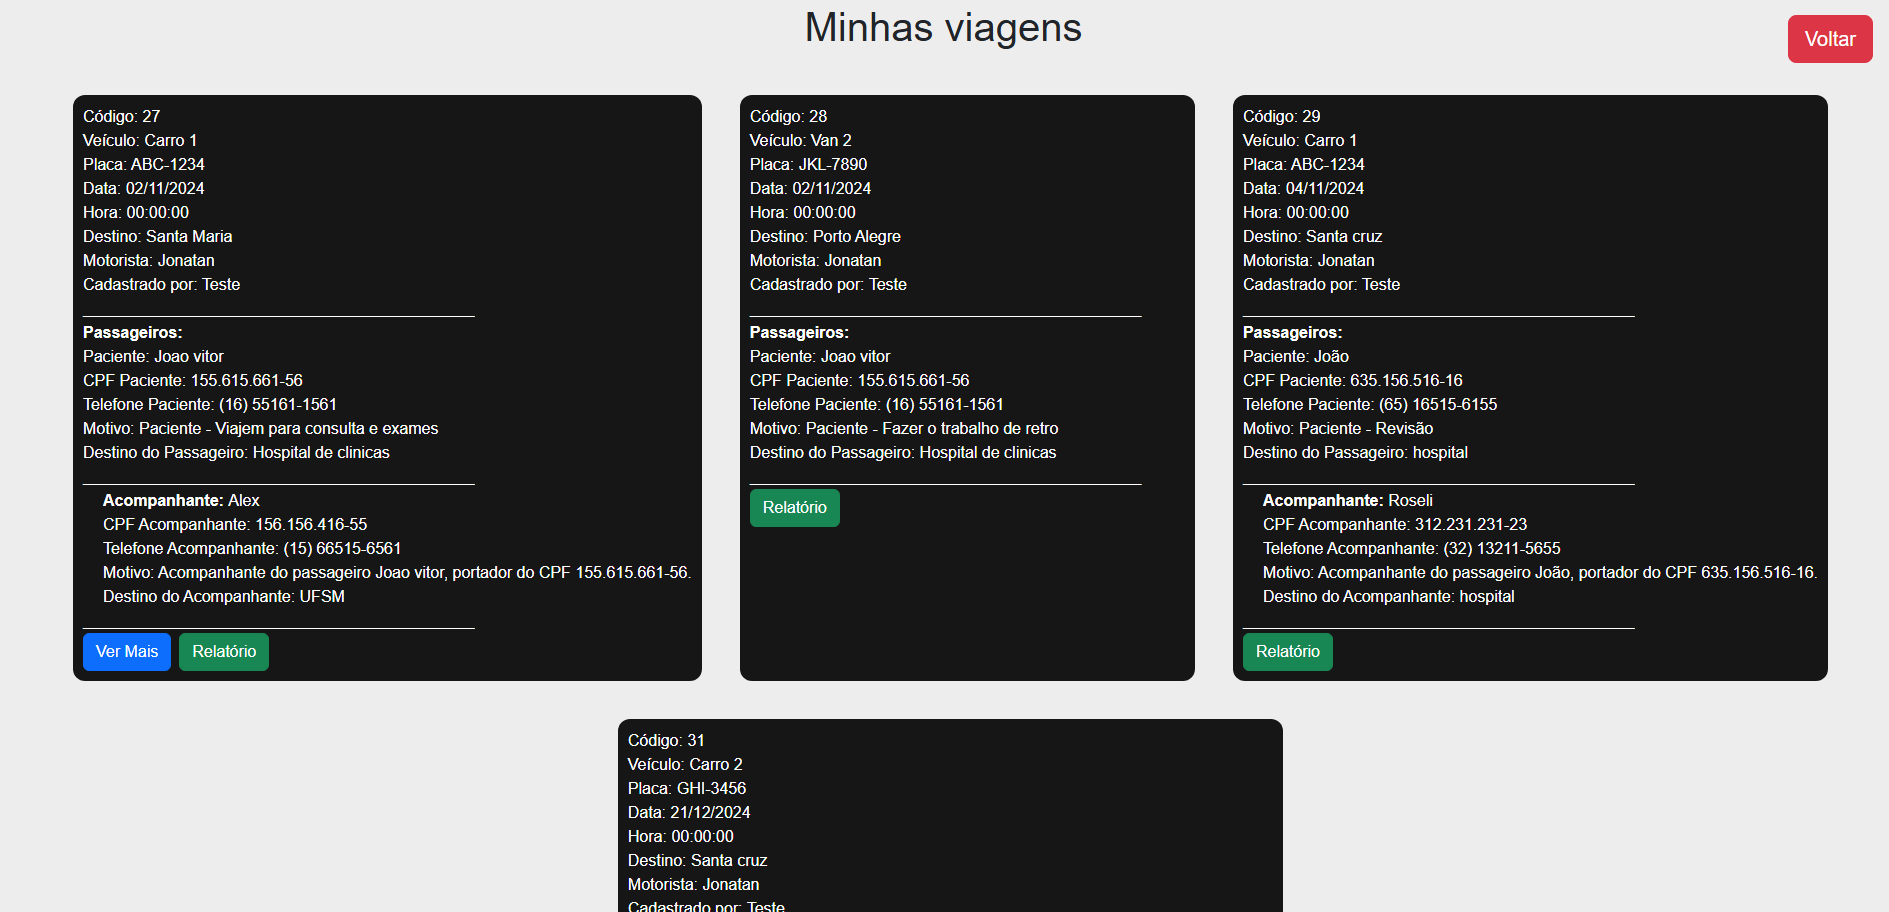 Minhas viagens
Voltar
Código: 27
Veículo: Carro 1
Placa: ABC-1234
Data: 02/11/2024
Hora: 00:00:00
Destino: Santa Maria
Motorista: Jonatan
Cadastrado por: Teste
Passageiros:
Paciente: Joao vitor
CPF Paciente: 155.615.661-56
Telefone Paciente: (16) 55161-1561
Motivo: Paciente - Viajem para consulta e exames
Destino do Passageiro: Hospital de clinicas
Acompanhante: Alex
CPF Acompanhante: 156.156.416-55
Telefone Acompanhante: (15) 66515-6561
Motivo: Acompanhante do passageiro Joao vitor, portador do CPF 155.615.661-56.
Destino do Acompanhante: UFSM
Ver Mais
Relatório
Código: 28
Veículo: Van 2
Placa: JKL-7890
Data: 02/11/2024
Hora: 00:00:00
Destino: Porto Alegre
Motorista: Jonatan
Cadastrado por: Teste
Passageiros:
Paciente: Joao vitor
CPF Paciente: 155.615.661-56
Telefone Paciente: (16) 55161-1561
Motivo: Paciente - Fazer o trabalho de retro
Destino do Passageiro: Hospital de clinicas
Relatório
Código: 29
Veículo: Carro 1
Placa: ABC-1234
Data: 04/11/2024
Hora: 00:00:00
Destino: Santa cruz
Motorista: Jonatan
Cadastrado por: Teste
Passageiros:
Paciente: João
CPF Paciente: 635.156.516-16
Telefone Paciente: (65) 16515-6155
Motivo: Paciente - Revisão
Destino do Passageiro: hospital
Acompanhante: Roseli
CPF Acompanhante: 312.231.231-23
Telefone Acompanhante: (32) 13211-5655
Motivo: Acompanhante do passageiro João, portador do CPF 635.156.516-16.
Destino do Acompanhante: hospital
Relatório
Código: 31
Veículo: Carro 2
Placa: GHI-3456
Data: 21/12/2024
Hora: 00:00:00
Destino: Santa cruz
Motorista: Jonatan
Cadastrado por: Teste